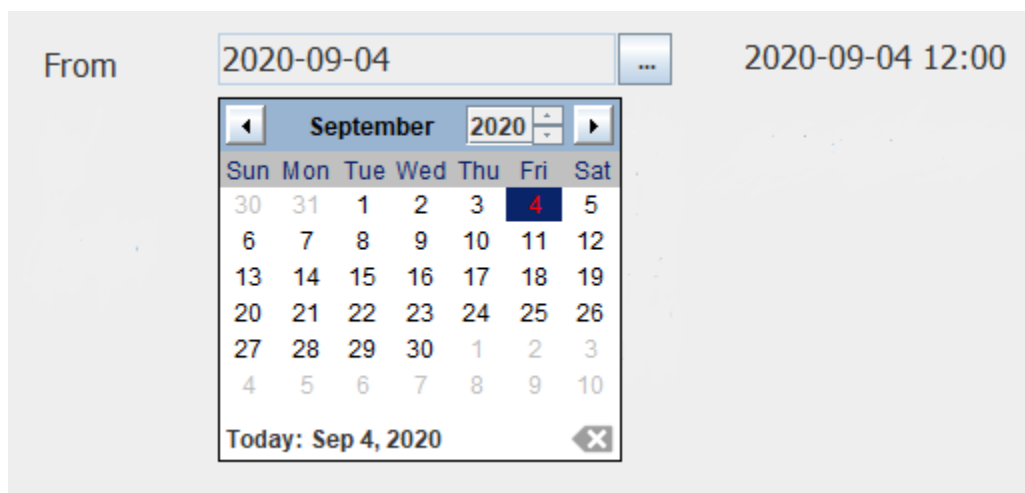 From 2020-09-04 ... 2020-09-04 12:00
September 2020
Sun Mon Tue Wed Thu Fri Sat
30 31 1 2 3 4 5
6 7 8 9 10 11 12
13 14 15 16 17 18 19
20 21 22 23 24 25 26
27 28 29 30 1 2 3
4 5 6 7 8 9 10
Today: Sep 4, 2020